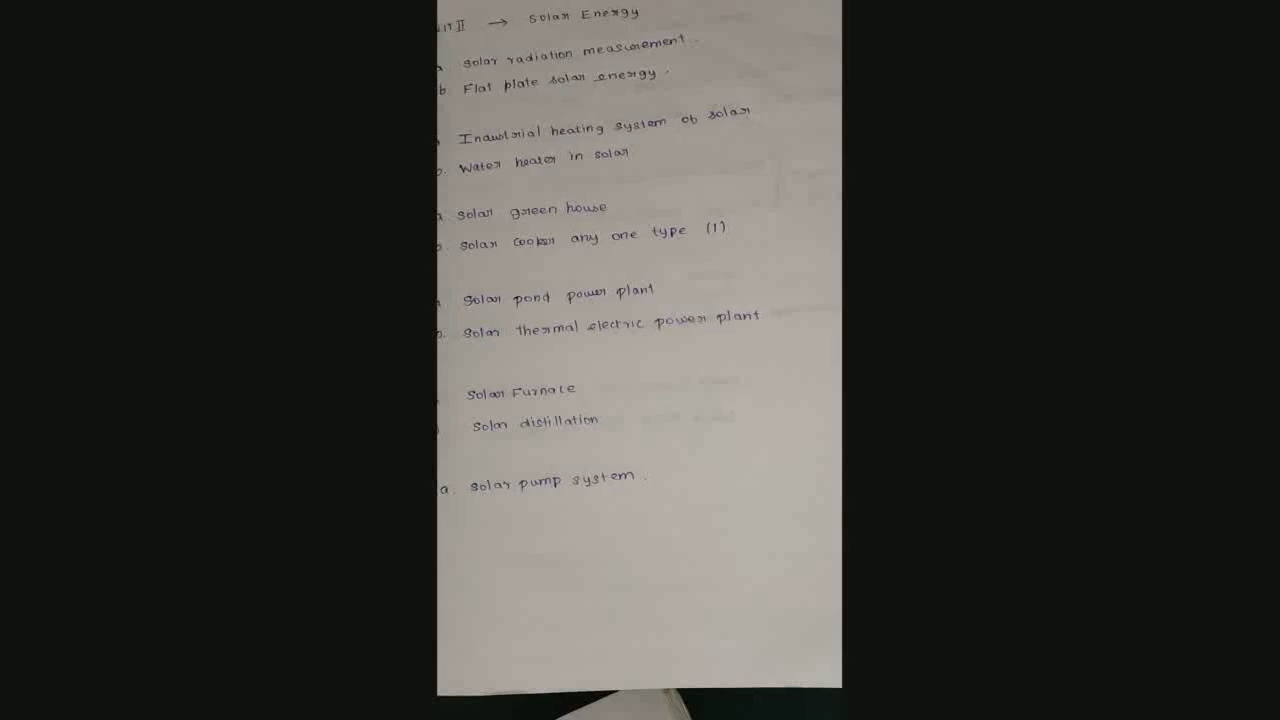 UIT II → Solar Energy
a solar radiation measurement.
b. Flat plate solar energy.
Industrial heating system of solar
b. Water heater in solar
a solar green house
b. Solar cooker any one type (1)
Solar pond power plant
b. Solar thermal electric power plant
Solar Furnace
Solar distillation
a. Solar pump system.